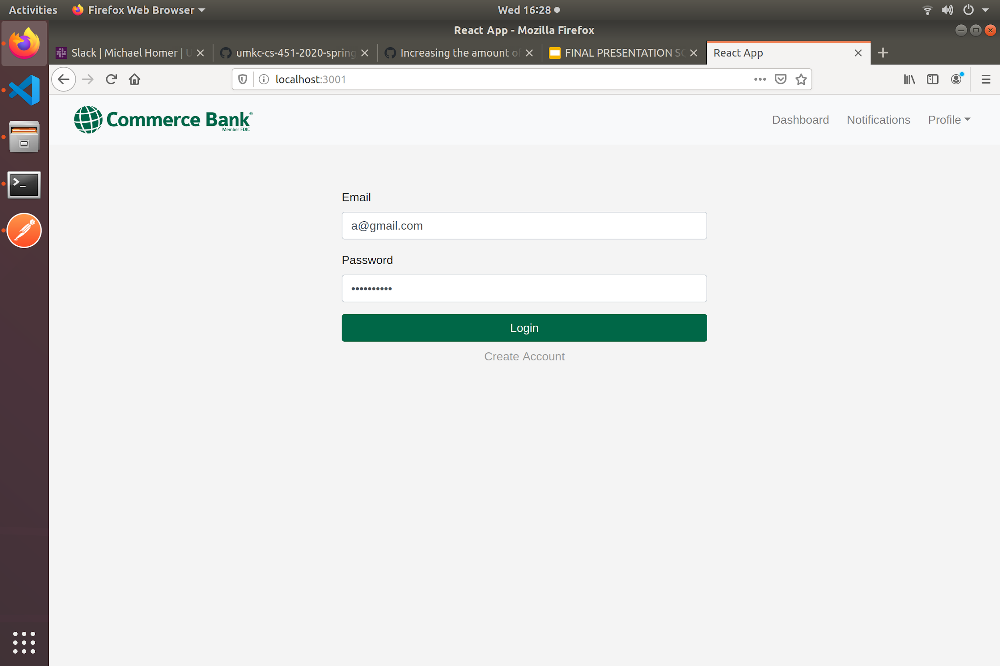 Activities Firefox Web Browser Wed 16:28
React App - Mozilla Firefox
Slack | Michael Homer | U umkc-cs-451-2020-spring Increasing the amount of FINAL PRESENTATION SC React App
localhost:3001
Commerce Bank®
Member FDIC
Dashboard Notifications Profile
Email
a@gmail.com
Password
Login
Create Account